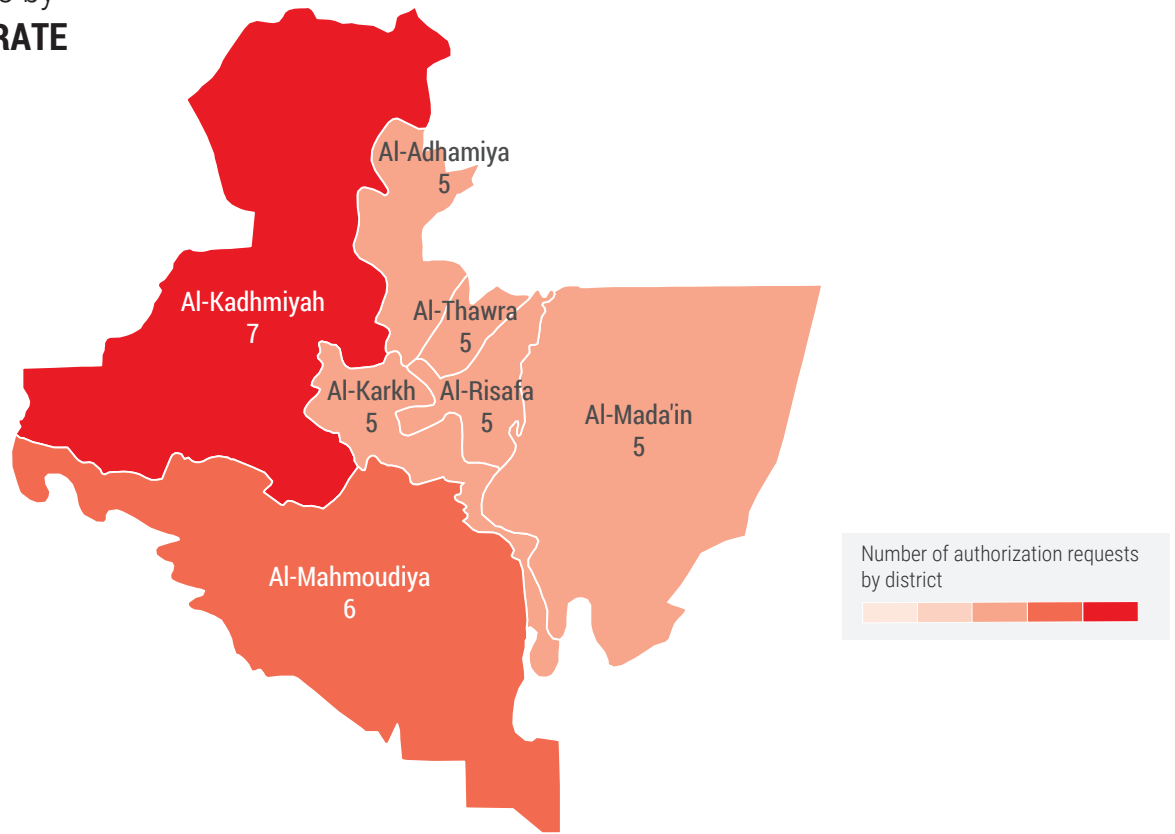 by
RATE
Al-Adhamiya
5
Al-Kadhmiyah
7
Al-Thawra
5
Al-Karkh
5
Al-Risafa
5
Al-Mada'in
5
Al-Mahmoudiya
6
Number of authorization requests
by district